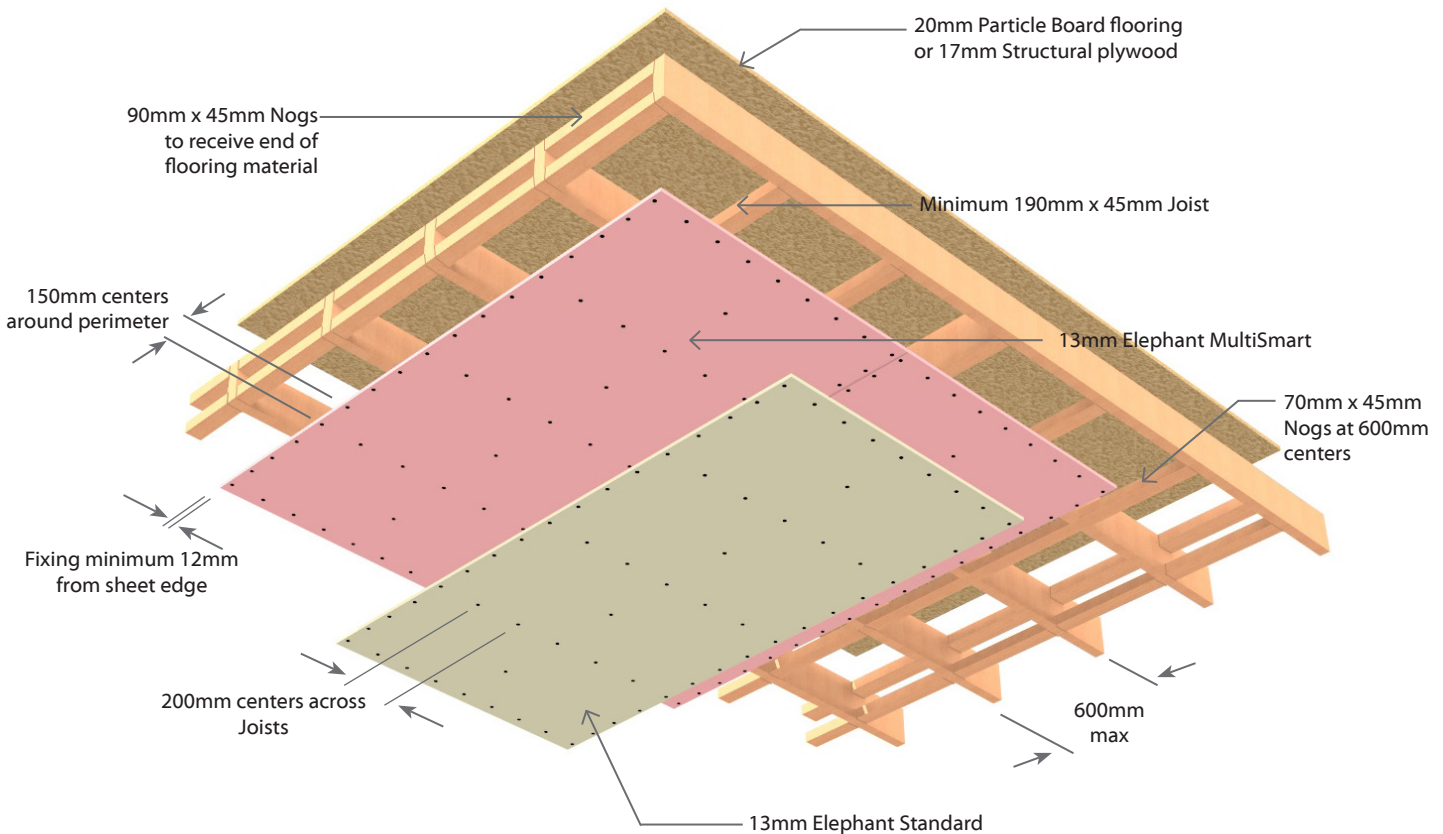 20mm Particle Board flooring
or 17mm Structural plywood
90mm x 45mm Nogs
to receive end of
flooring material
Minimum 190mm x 45mm Joist
150mm centers
around perimeter
13mm Elephant MultiSmart
70mm x 45mm
Nogs at 600mm
centers
Fixing minimum 12mm
from sheet edge
200mm centers across
Joists
600mm
max
13mm Elephant Standard